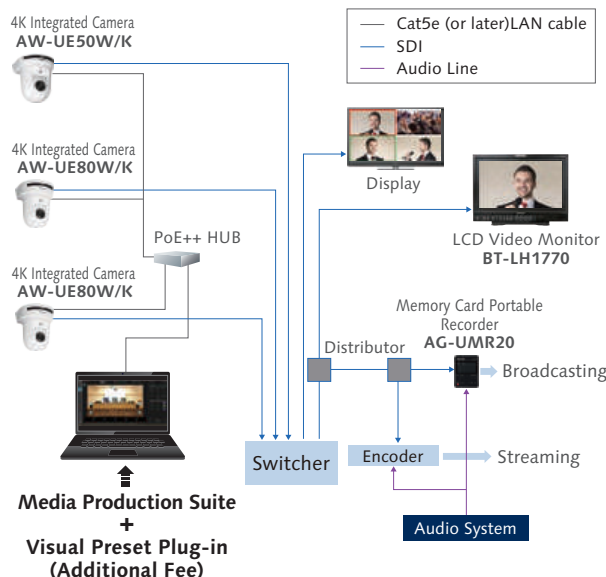 4K Integrated Camera
AW-UE50W/K
Cat5e (or later)LAN cable
SDI
Audio Line
4K Integrated Camera
AW-UE80W/K
Display
PoE++ HUB
LCD Video Monitor
BT-LH1770
4K Integrated Camera
AW-UE80W/K
Memory Card Portable
Recorder
AG-UMR20
Distributor
Broadcasting
Switcher
Encoder
Streaming
Media Production Suite
+
Visual Preset Plug-in
(Additional Fee)
Audio System